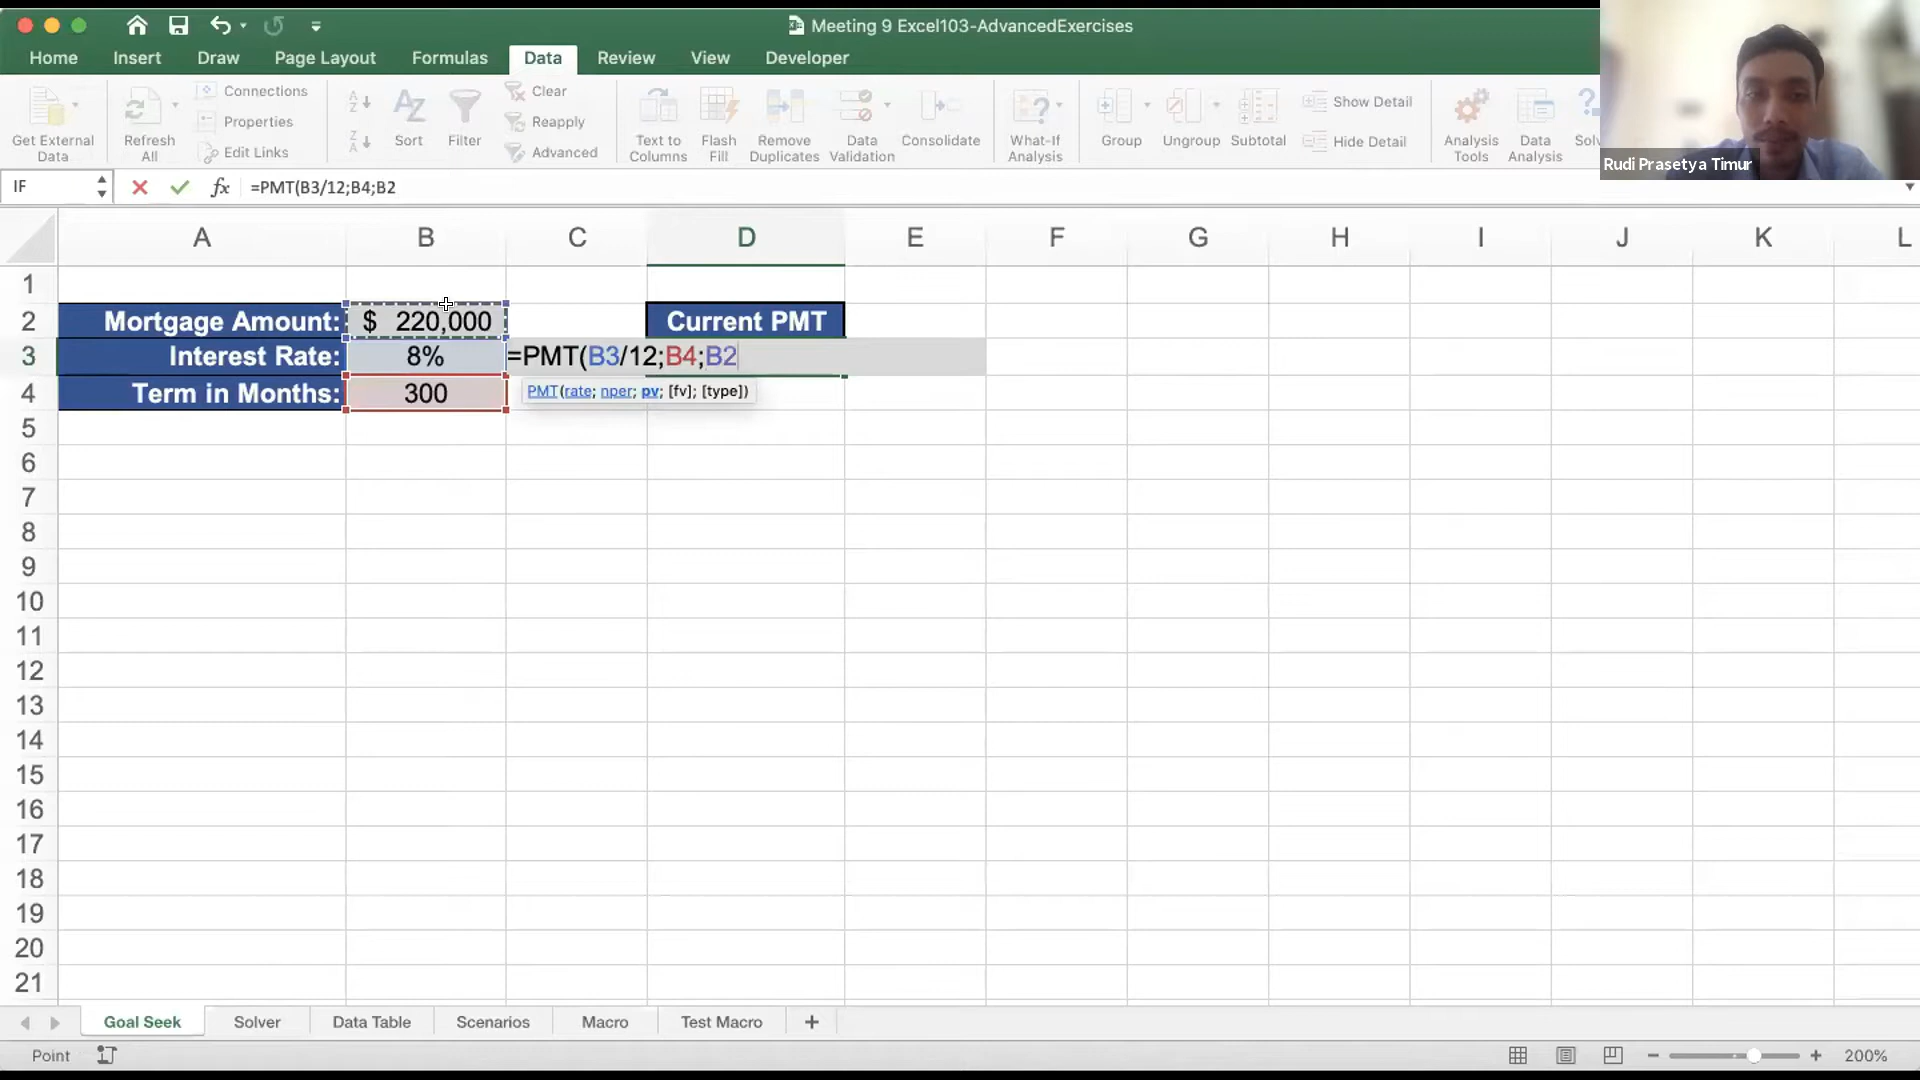 Meeting 9 Excel103-AdvancedExercises
Home Insert Draw Page Layout Formulas Data Review View Developer
Get External Data
Refresh All
Connections
Properties
Edit Links
Sort
Filter
Clear
Reapply
Advanced
Text to Columns
Flash Fill
Remove Duplicates
Data Validation
Consolidate
What-If Analysis
Group
Ungroup
Subtotal
Show Detail
Hide Detail
Analysis Tools
Data Analysis
Rudi Prasetya Timur
IF fx =PMT(B3/12;B4;B2
A B C D E F G H I J K L
1
2 Mortgage Amount: $ 220,000 Current PMT
3 Interest Rate: 8% =PMT(B3/12;B4;B2
4 Term in Months: 300 PMT(rate; nper; pv; [fv]; [type])
5
6
7
8
9
10
11
12
13
14
15
16
17
18
19
20
21
Goal Seek Solver Data Table Scenarios Macro Test Macro +
Point 200%